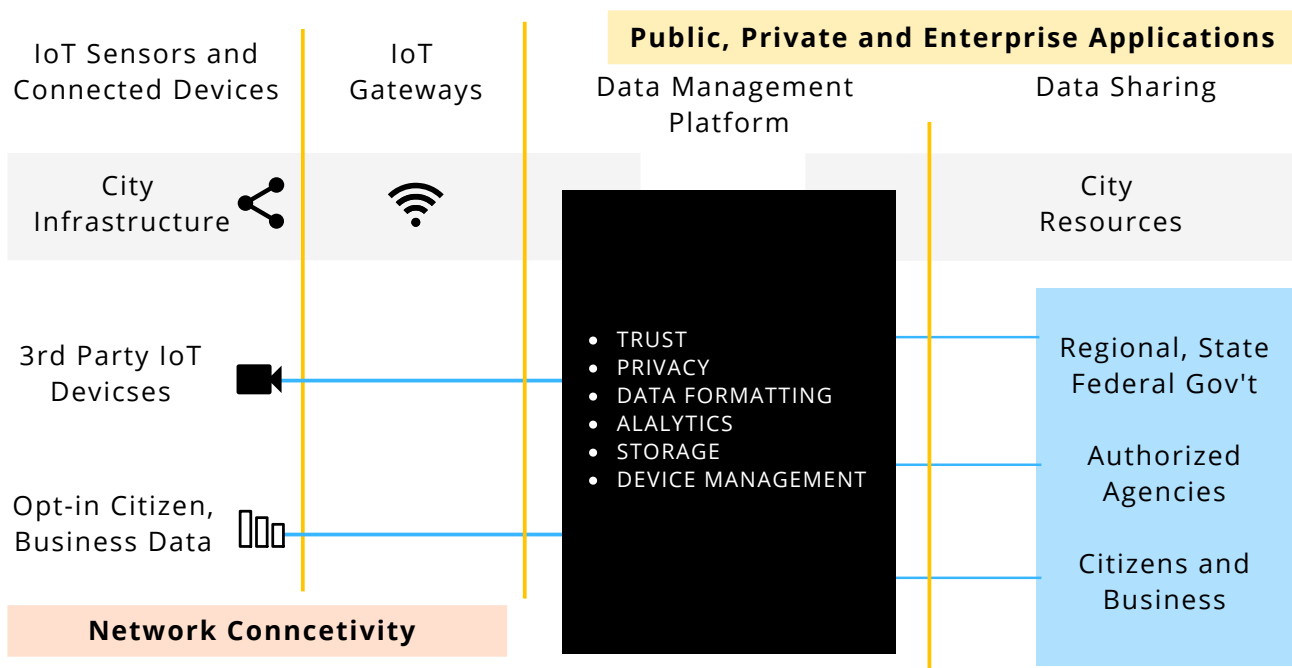 Public, Private and Enterprise Applications
IoT Sensors and
Connected Devices
IoT
Gateways
Data Management
Platform
Data Sharing
City
Infrastructure
City
Resources
3rd Party IoT
Devicses
Opt-in Citizen,
Business Data
• TRUST
• PRIVACY
• DATA FORMATTING
• ALALYTICS
• STORAGE
• DEVICE MANAGEMENT
Regional, State
Federal Gov't
Authorized
Agencies
Citizens and
Business
Network Conncetivity